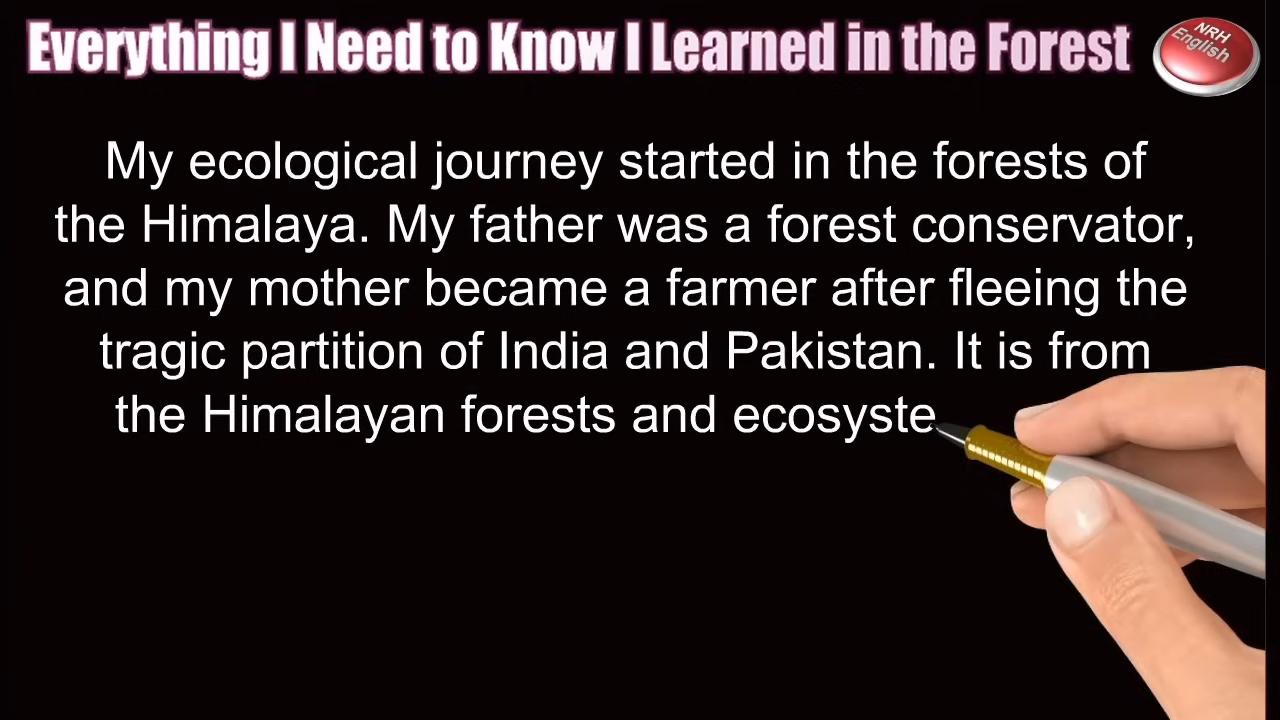 Everything I Need to Know I Learned in the Forest
NRH
English
My ecological journey started in the forests of
the Himalaya. My father was a forest conservator,
and my mother became a farmer after fleeing the
tragic partition of India and Pakistan. It is from
the Himalayan forests and ecosyste